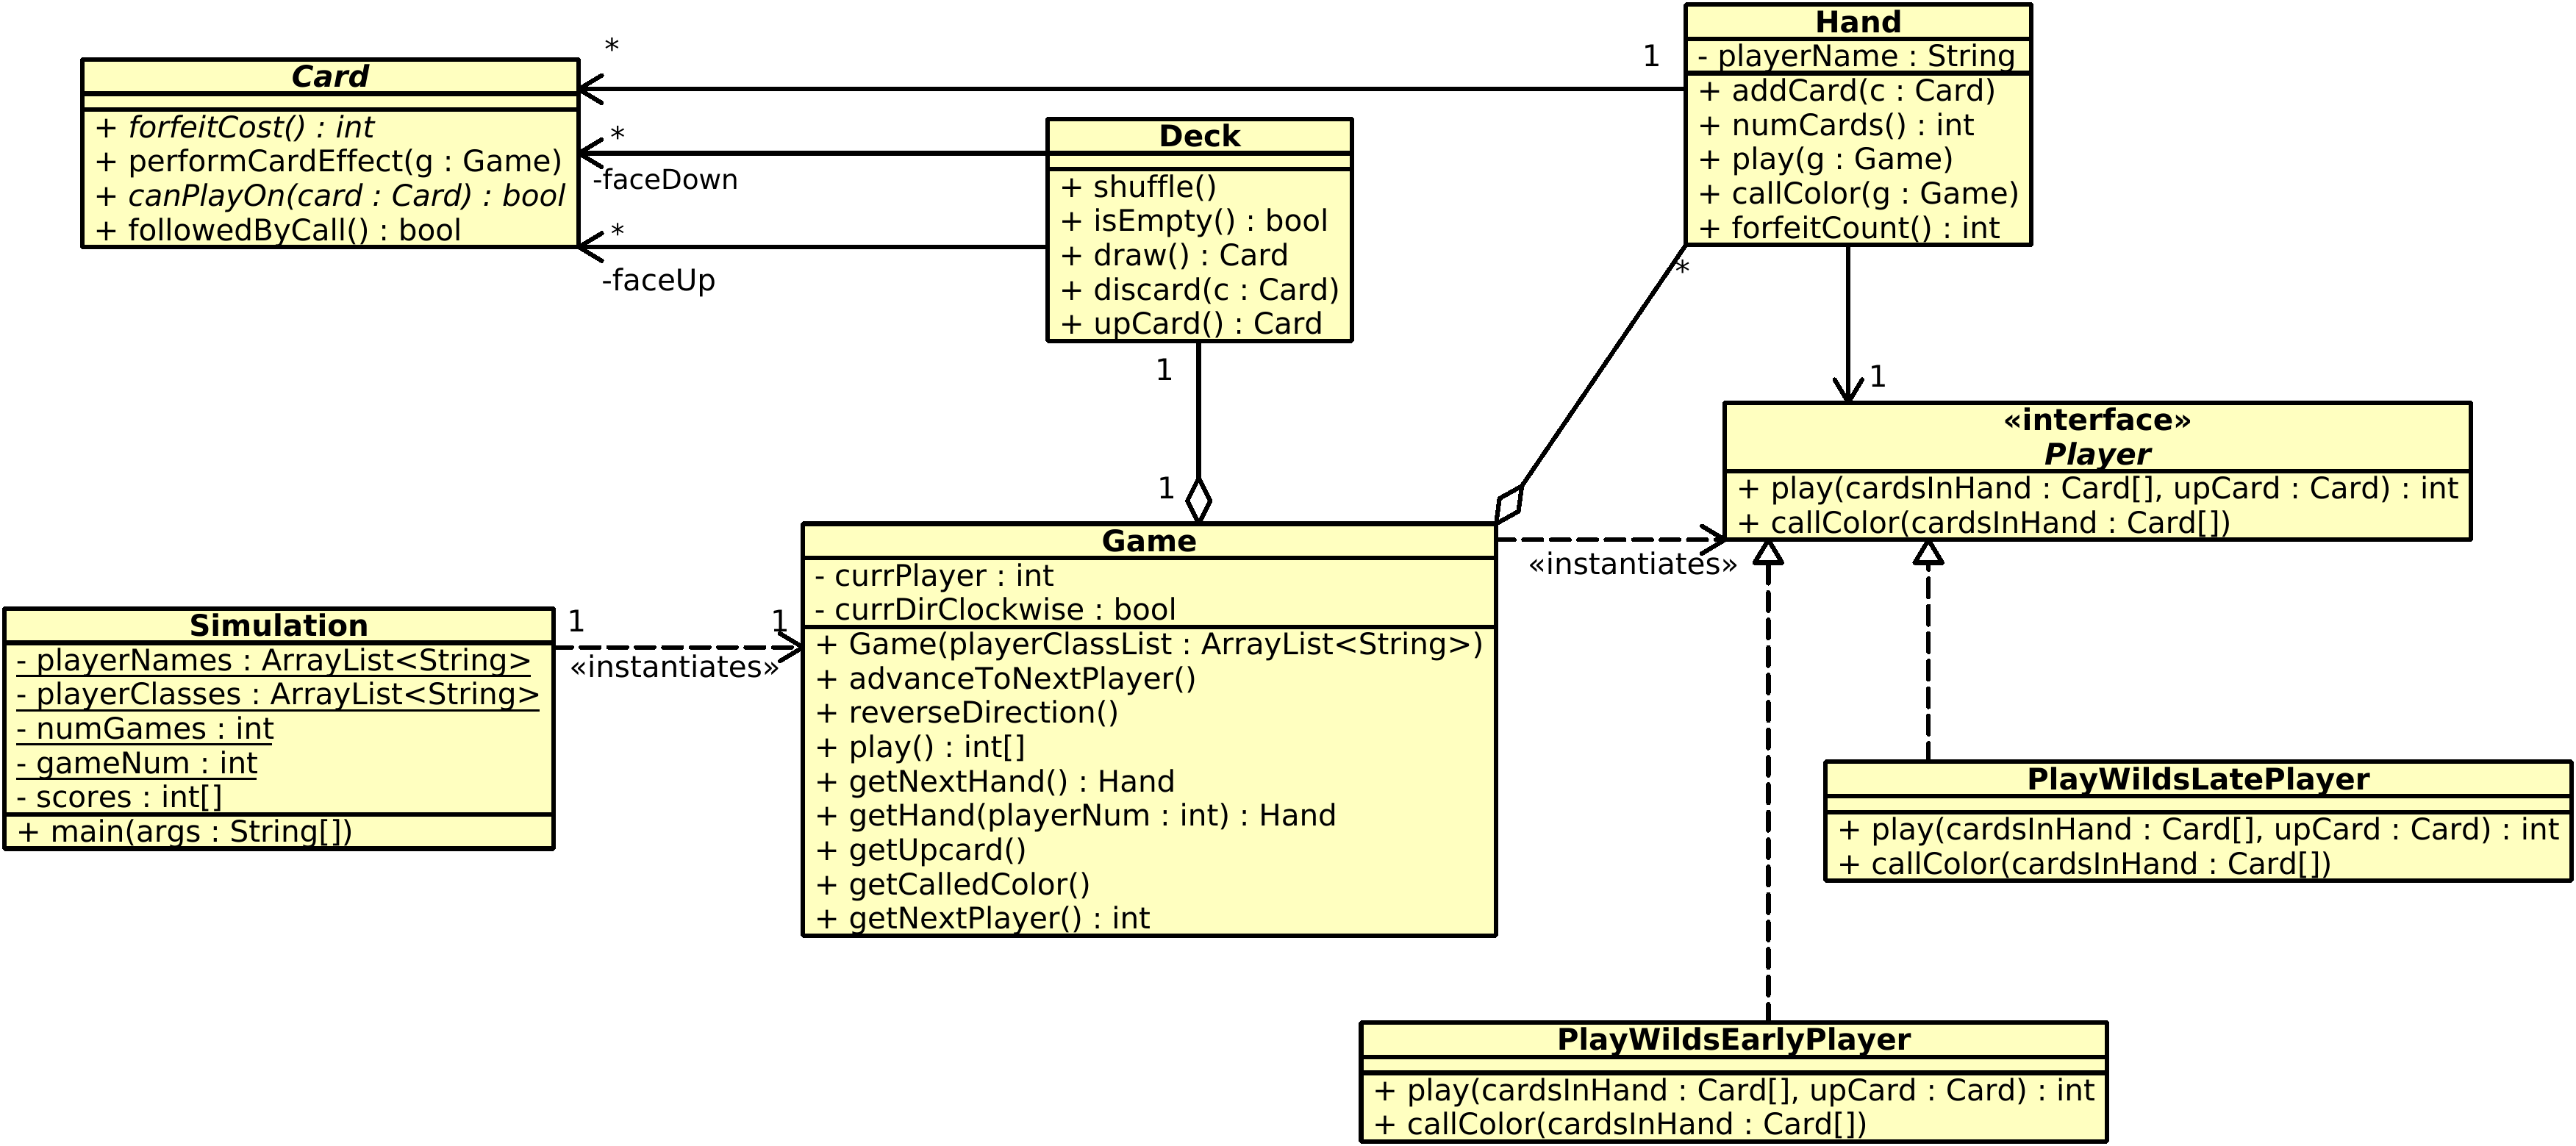 Card
+ forfeitCost() : int
+ performCardEffect(g : Game)
+ canPlayOn(card : Card) : bool
+ followedByCall() : bool
*
1
*
-faceDown
*
-faceUp
Hand
- playerName : String
+ addCard(c : Card)
+ numCards() : int
+ play(g : Game)
+ callColor(g : Game)
+ forfeitCount() : int
Deck
+ shuffle()
+ isEmpty() : bool
+ draw() : Card
+ discard(c : Card)
+ upCard() : Card
*
1
1
1
«interface»
Player
+ play(cardsInHand : Card[], upCard : Card) : int
+ callColor(cardsInHand : Card[])
«instantiates»
Game
- currPlayer : int
- currDirClockwise : bool
+ Game(playerClassList : ArrayList<String>)
+ advanceToNextPlayer()
+ reverseDirection()
+ play() : int[]
+ getNextHand() : Hand
+ getHand(playerNum : int) : Hand
+ getUpcard()
+ getCalledColor()
+ getNextPlayer() : int
1
1
«instantiates»
Simulation
- playerNames : ArrayList<String>
- playerClasses : ArrayList<String>
- numGames : int
- gameNum : int
- scores : int[]
+ main(args : String[])
PlayWildsLatePlayer
+ play(cardsInHand : Card[], upCard : Card) : int
+ callColor(cardsInHand : Card[])
PlayWildsEarlyPlayer
+ play(cardsInHand : Card[], upCard : Card) : int
+ callColor(cardsInHand : Card[])